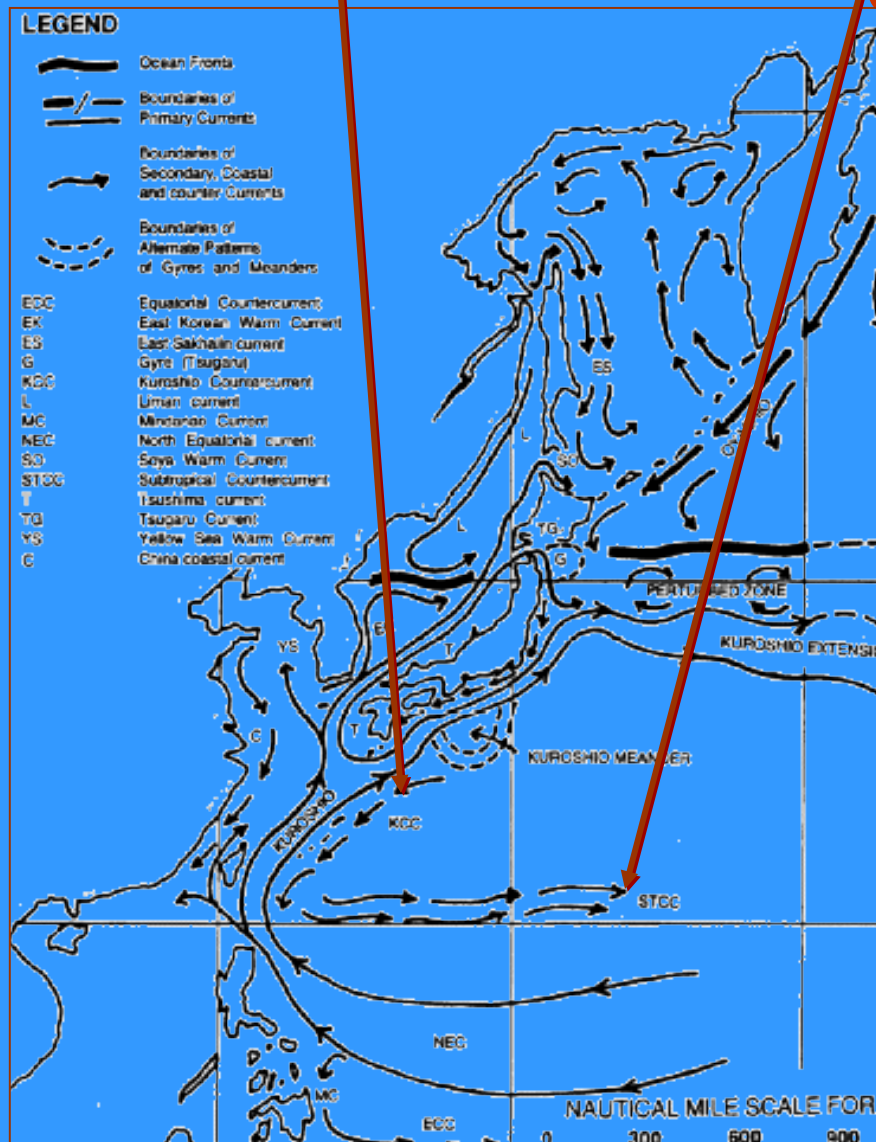 LEGEND
Ocean Fronts
Boundaries of
Primary Currents
Boundaries of
Secondary, Coastal
and counter Currents
Boundaries of
Alternate Patterns
of Gyres and Meanders
ECC Equatorial Countercurrent
EK East Korean Warm Current
ES East Sakhalin current
G Gyre (Tsugaru)
KCC Kuroship Countercurrent
L Liman current
MC Mindanao Current
NEC North Equatorial current
SO Soya Warm Current
STCC Subtropical Countercurrent
T Tsushima current
TG Tsugaru Current
YS Yellow Sea Warm Current
C China coastal current
ES
L
SO
L
TG
G
PERTURBED ZONE
KUROSHIO EXTENSI
YS
T
C
T
KUROSHIO MEANDER
KUROSHIO
KCC
STCC
NEC
MC
ECC
NAUTICAL MILE SCALE FOR
0 300 600 900